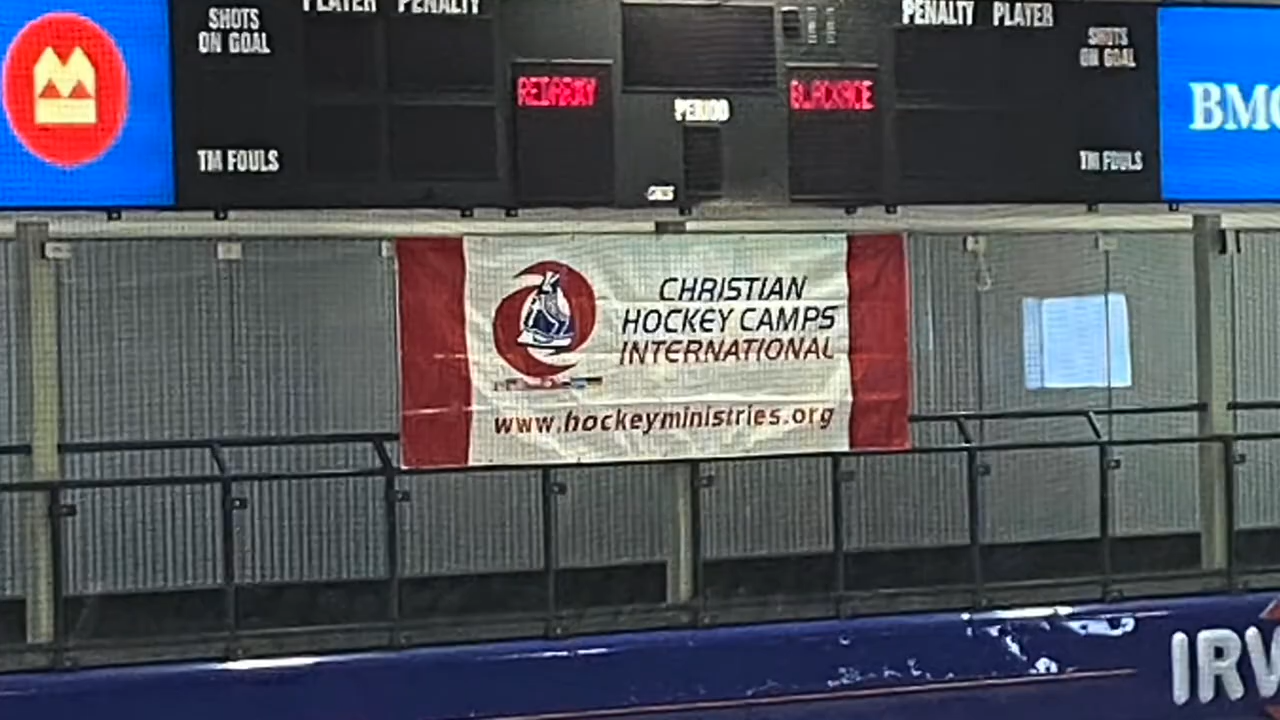 PLAYER PENALTY
SHOTS
ON GOAL
TM FOULS
PERIOD
PENALTY PLAYER
SHOTS
ON GOAL
TM FOULS
BMO
CHRISTIAN
HOCKEY CAMPS
INTERNATIONAL
www.hockeyministries.org
IRV